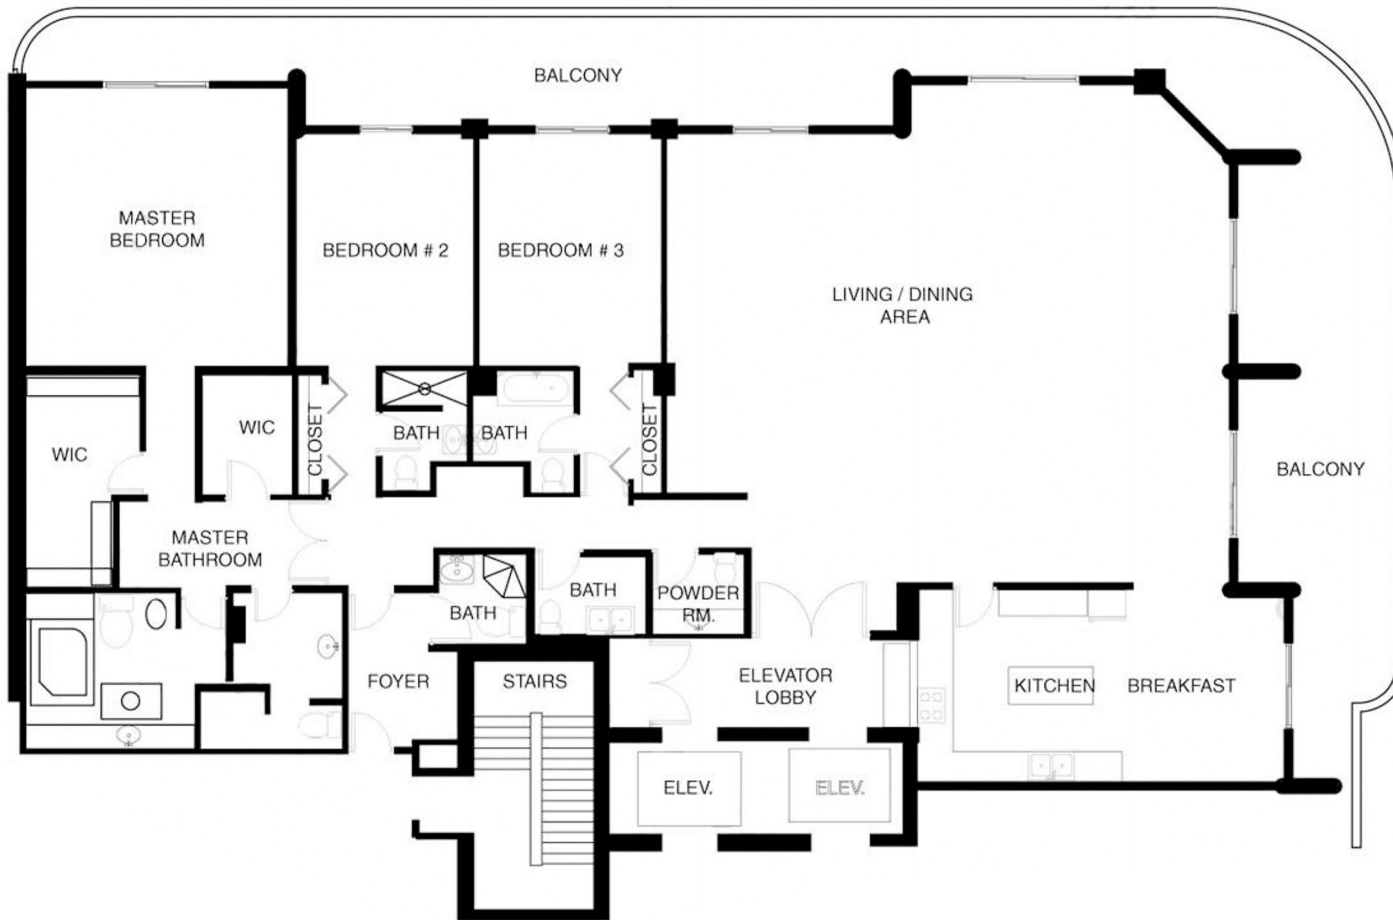 BALCONY
MASTER
BEDROOM
BEDROOM # 2
BEDROOM # 3
LIVING / DINING
AREA
WIC
WIC
CLOSET
BATH
BATH
CLOSET
BALCONY
MASTER
BATHROOM
BATH
BATH
POWDER
RM.
FOYER
STAIRS
ELEVATOR
LOBBY
KITCHEN
BREAKFAST
ELEV.
ELEV.